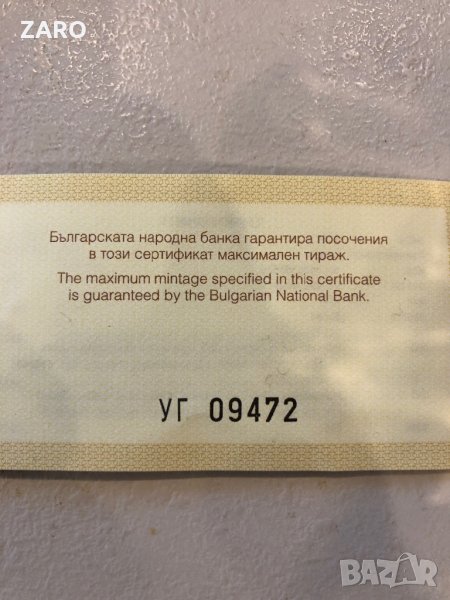 ZARO
Българската народна банка гарантира посочения
в този сертификат максимален тираж.
The maximum mintage specified in this certificate
is guaranteed by the Bulgarian National Bank.
УГ 09472
BAZAR